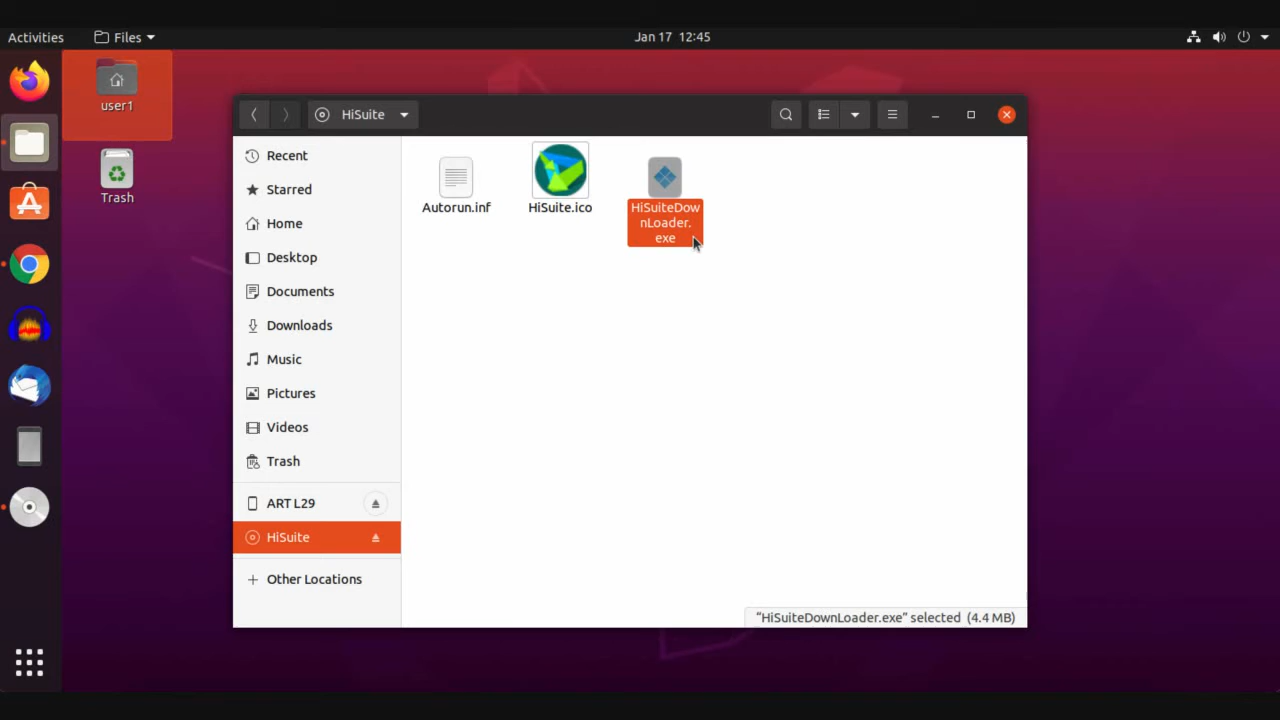 Activities
Files
Jan 17 12:45
user1
Trash
HiSuite
Recent
Starred
Home
Desktop
Documents
Downloads
Music
Pictures
Videos
Trash
ART L29
HiSuite
Other Locations
Autorun.inf
HiSuite.ico
HiSuiteDow
nLoader.
exe
“HiSuiteDownLoader.exe” selected (4.4 MB)